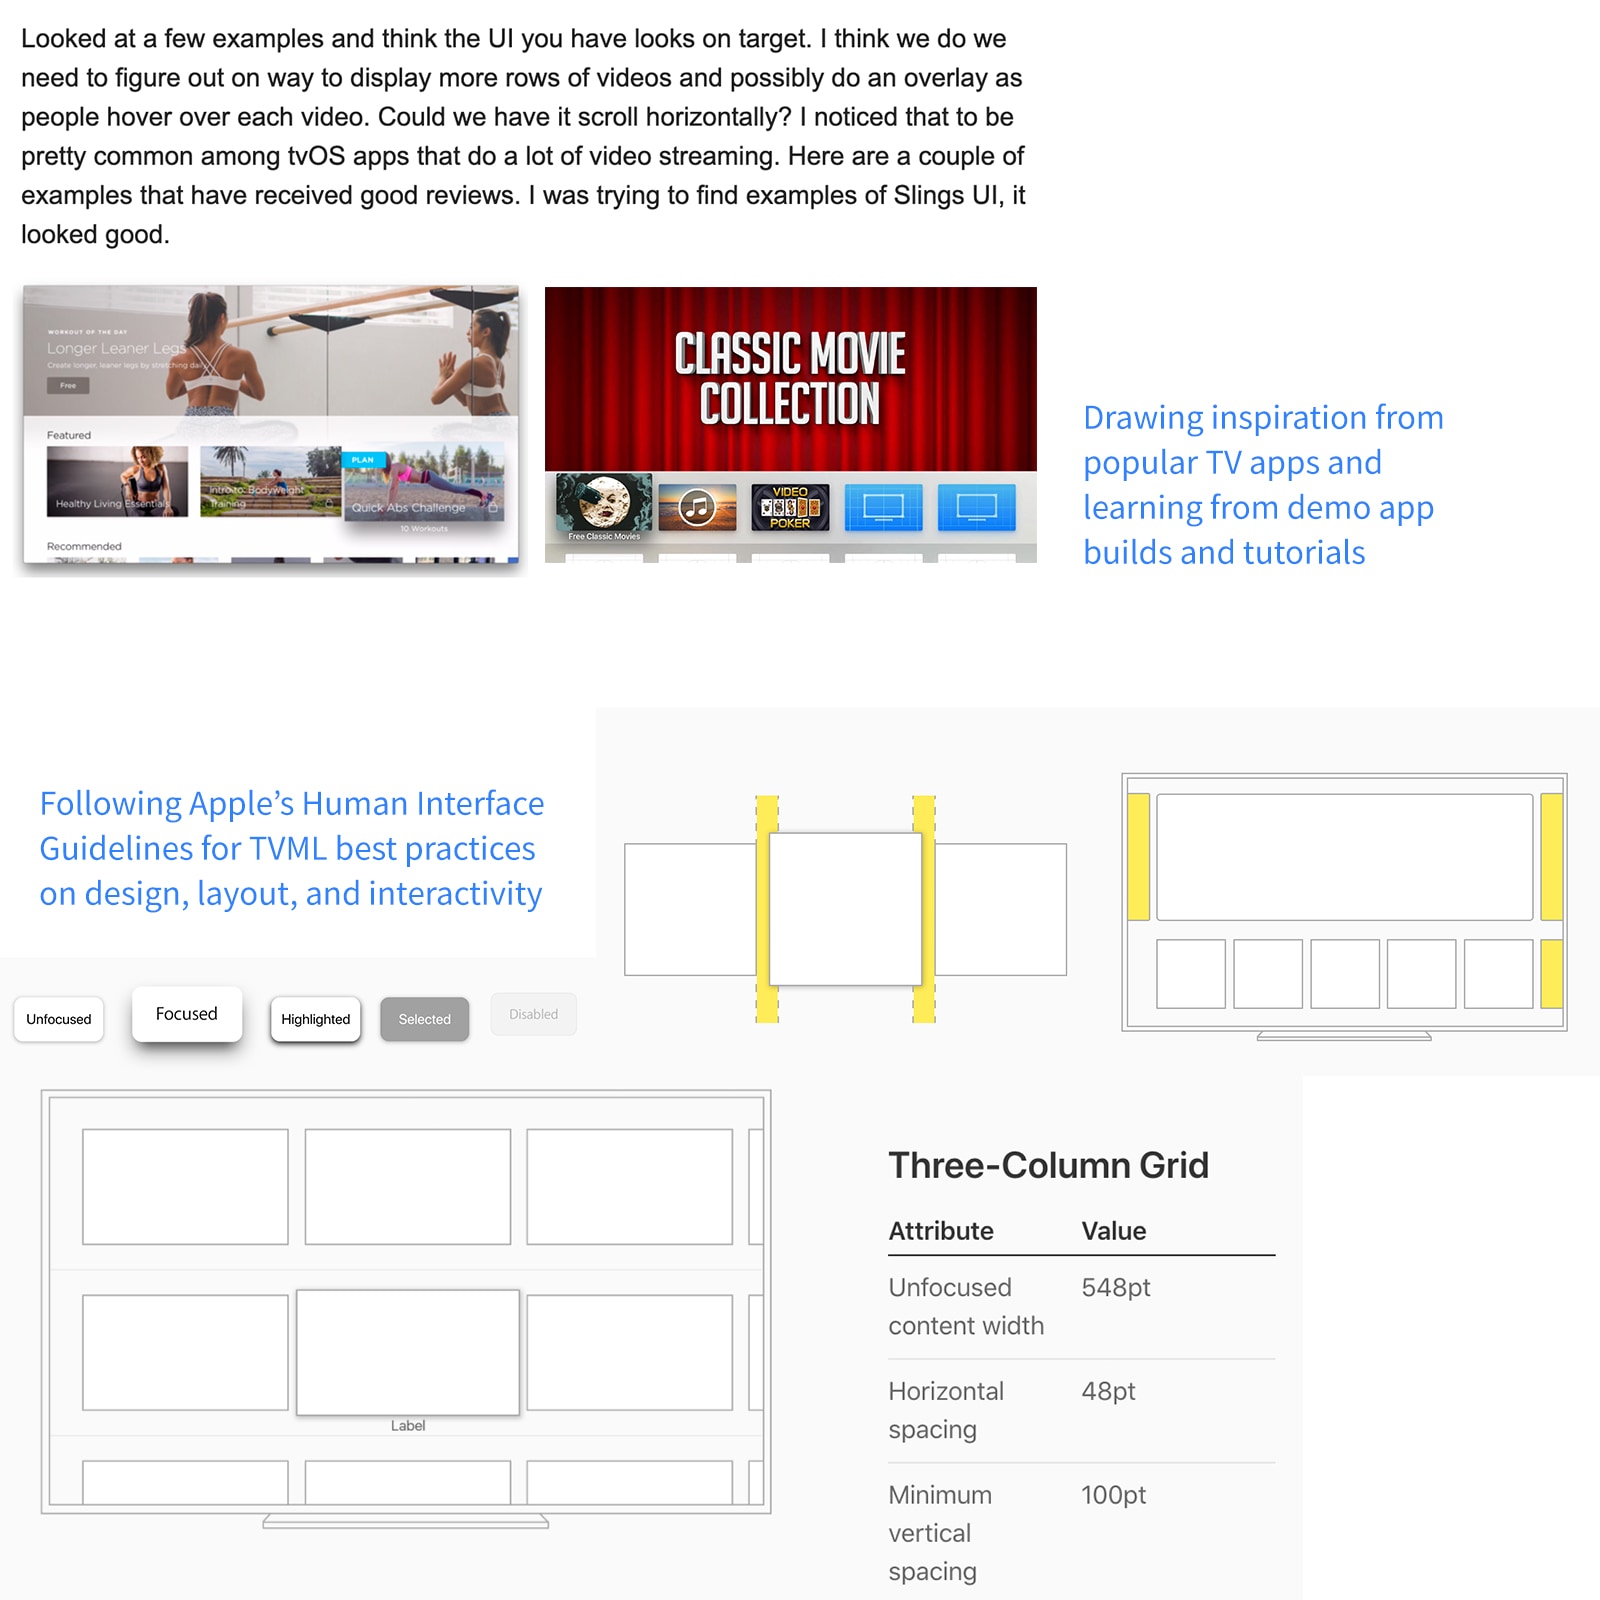 Looked at a few examples and think the UI you have looks on target. I think we do we
need to figure out on way to display more rows of videos and possibly do an overlay as
people hover over each video. Could we have it scroll horizontally? I noticed that to be
pretty common among tvOS apps that do a lot of video streaming. Here are a couple of
examples that have received good reviews. I was trying to find examples of Slings UI, it
looked good.
WORKOUT OF THE DAY
Longer Leaner Legs
Create longer, leaner legs by stretching daily
Free
Featured
Healthy Living Essentials
Intro to: Bodyweight
Training
PLAN
Quick Abs Challenge
10 Workouts
Recommended
CLASSIC MOVIE
COLLECTION
VIDEO
POKER
Free Classic Movies
Drawing inspiration from
popular TV apps and
learning from demo app
builds and tutorials
Following Apple’s Human Interface
Guidelines for TVML best practices
on design, layout, and interactivity
Unfocused
Focused
Highlighted
Selected
Disabled
Label
Three-Column Grid
Attribute Value
Unfocused 548pt
content width
Horizontal 48pt
spacing
Minimum 100pt
vertical
spacing